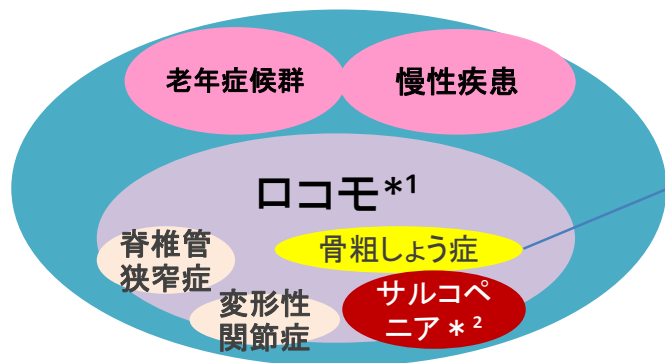 老年症候群
慢性疾患
ロコモ*1
脊椎管
狭窄症
骨粗しょう症
変形性
関節症
サルコペ
ニア＊2